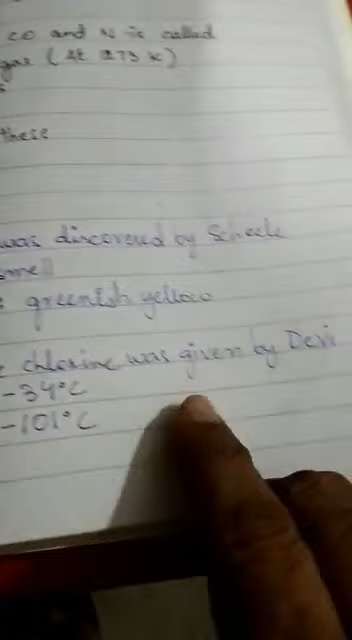 CO and N is called
gas (At 273 K)
these
was discovered by Scheele
smell
: greenish yellow
chlorine was given by Davi
-34°C
-101°C